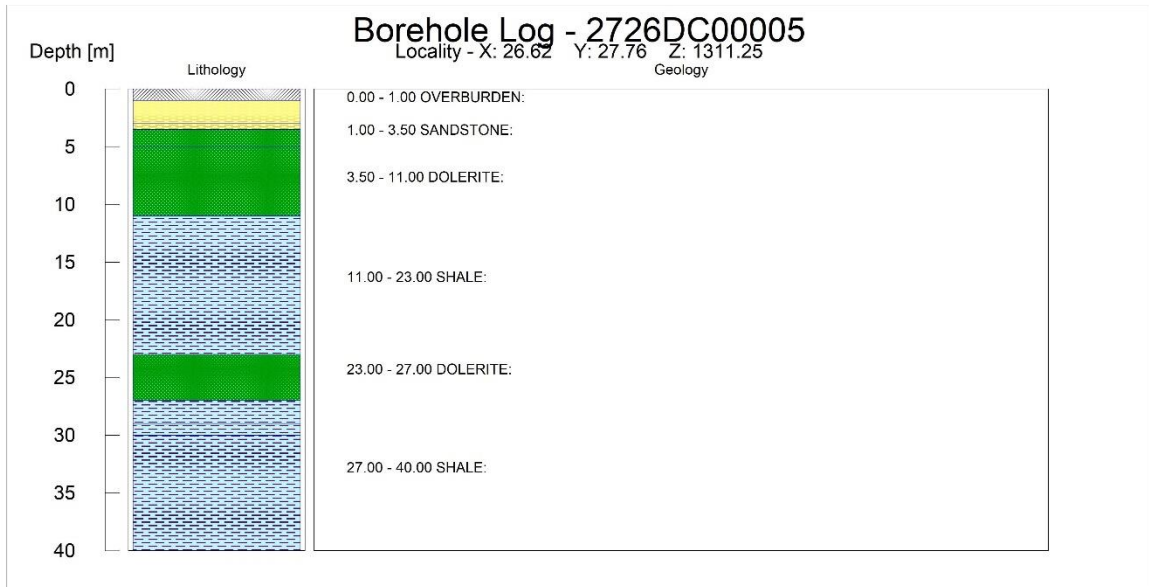 Borehole Log - 2726DC00005
Locality - X: 26.62 Y: 27.76 Z: 1311.25
Depth [m]
Lithology
Geology
0
0.00 - 1.00 OVERBURDEN:
1.00 - 3.50 SANDSTONE:
5
3.50 - 11.00 DOLERITE:
10
15
11.00 - 23.00 SHALE:
20
23.00 - 27.00 DOLERITE:
25
30
27.00 - 40.00 SHALE:
35
40